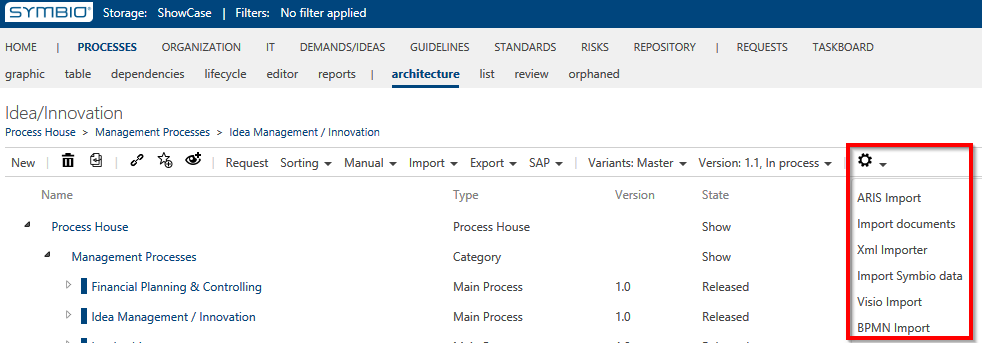 SYMBIO® Storage: ShowCase | Filters: No filter applied
HOME | PROCESSES ORGANIZATION IT DEMANDS/IDEAS GUIDELINES STANDARDS RISKS REPOSITORY | REQUESTS TASKBOARD
graphic table dependencies lifecycle editor reports | architecture list review orphaned
Idea/Innovation
Process House > Management Processes > Idea Management / Innovation
New Request Sorting Manual Import Export SAP Variants: Master Version: 1.1, In process
Name Type Version State
Process House Process House Show
Management Processes Category Show
Financial Planning & Controlling Main Process 1.0 Released
Idea Management / Innovation Main Process 1.0 Released
ARIS Import
Import documents
Xml Importer
Import Symbio data
Visio Import
BPMN Import